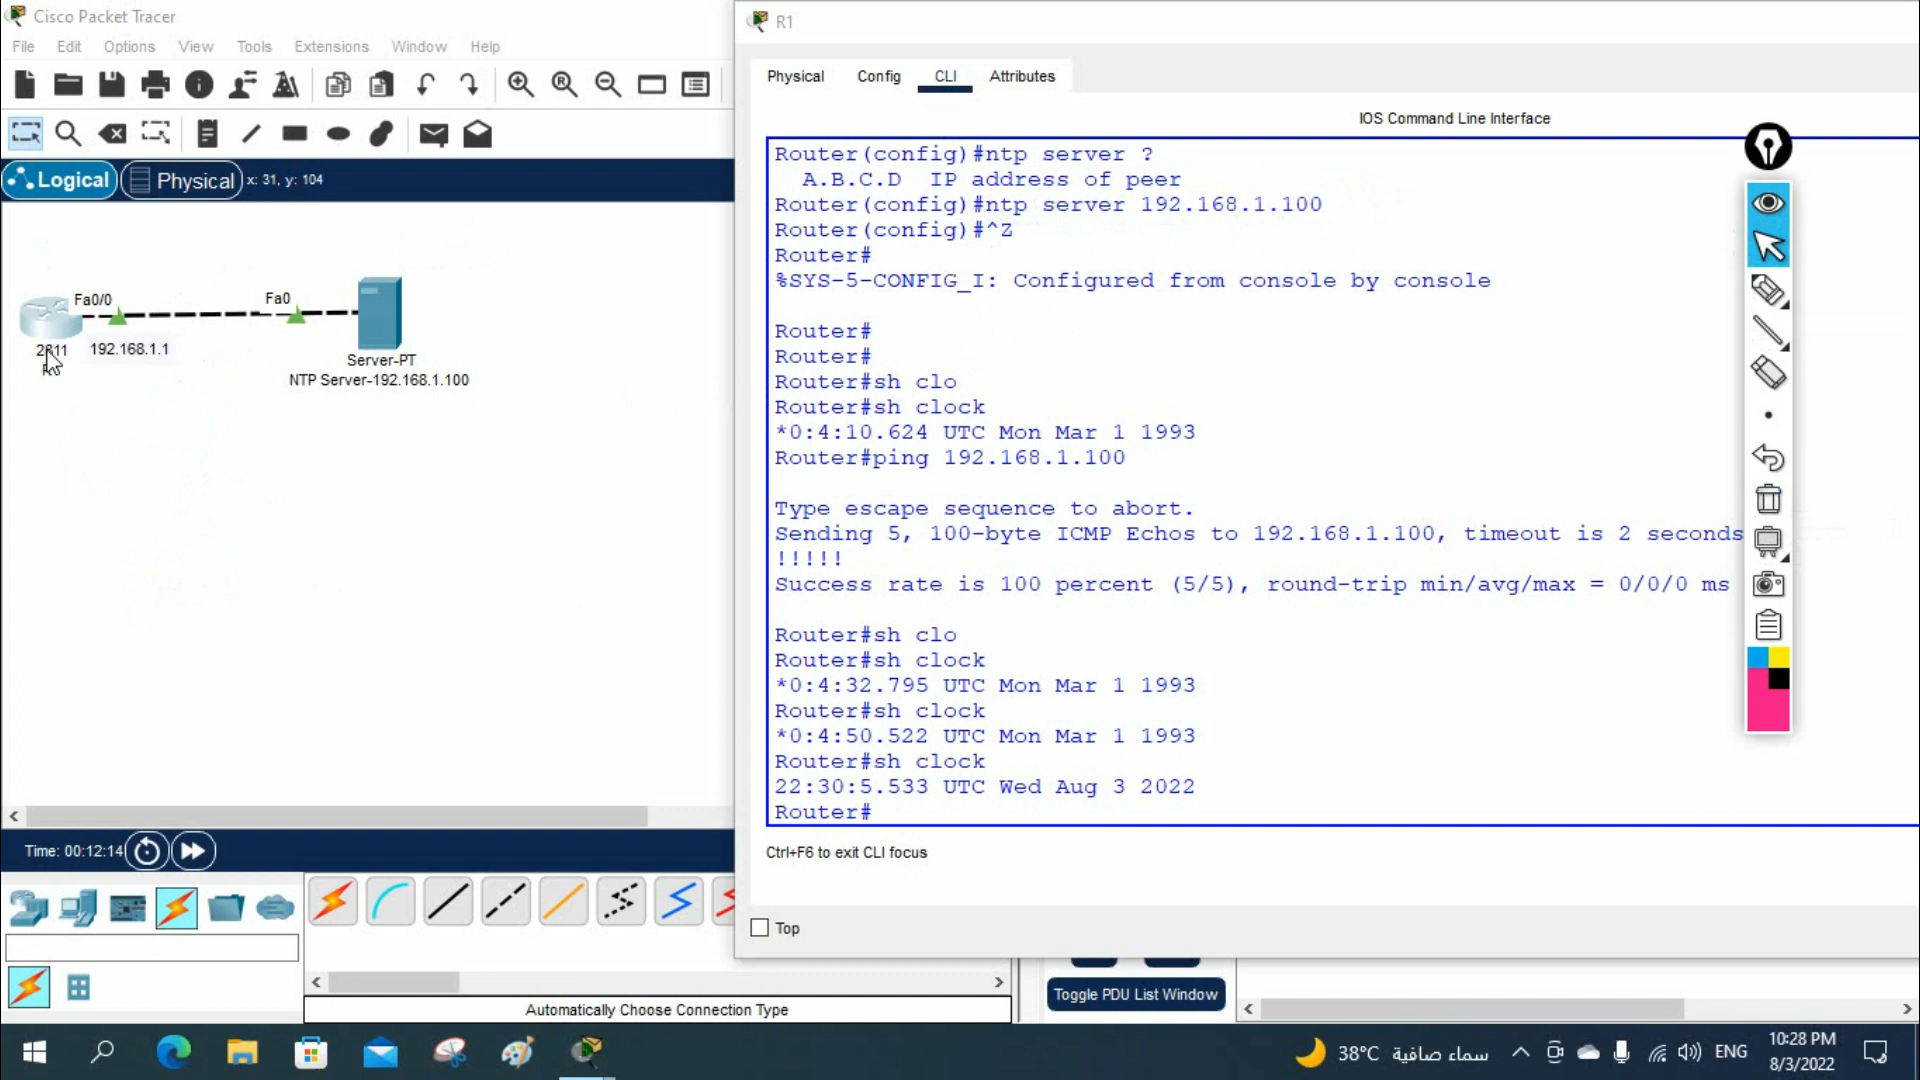 Cisco Packet Tracer
File Edit Options View Tools Extensions Window Help
Logical Physical x: 31, y: 104
Fa0/0
Fa0
192.168.1.1
Server-PT
NTP Server-192.168.1.100
Time: 00:12:14
Automatically Choose Connection Type
R1
Physical Config CLI Attributes
IOS Command Line Interface
Router(config)#ntp server ?
A.B.C.D IP address of peer
Router(config)#ntp server 192.168.1.100
Router(config)#^Z
Router#
%SYS-5-CONFIG_I: Configured from console by console
Router#
Router#
Router#sh clo
Router#sh clock
*0:4:10.624 UTC Mon Mar 1 1993
Router#ping 192.168.1.100
Type escape sequence to abort.
Sending 5, 100-byte ICMP Echos to 192.168.1.100, timeout is 2 seconds
!!!!!
Success rate is 100 percent (5/5), round-trip min/avg/max = 0/0/0 ms
Router#sh clo
Router#sh clock
*0:4:32.795 UTC Mon Mar 1 1993
Router#sh clock
*0:4:50.522 UTC Mon Mar 1 1993
Router#sh clock
22:30:5.533 UTC Wed Aug 3 2022
Router#
Ctrl+F6 to exit CLI focus
Top
Toggle PDU List Window
38°C سماء صافية
ENG
10:28 PM
8/3/2022